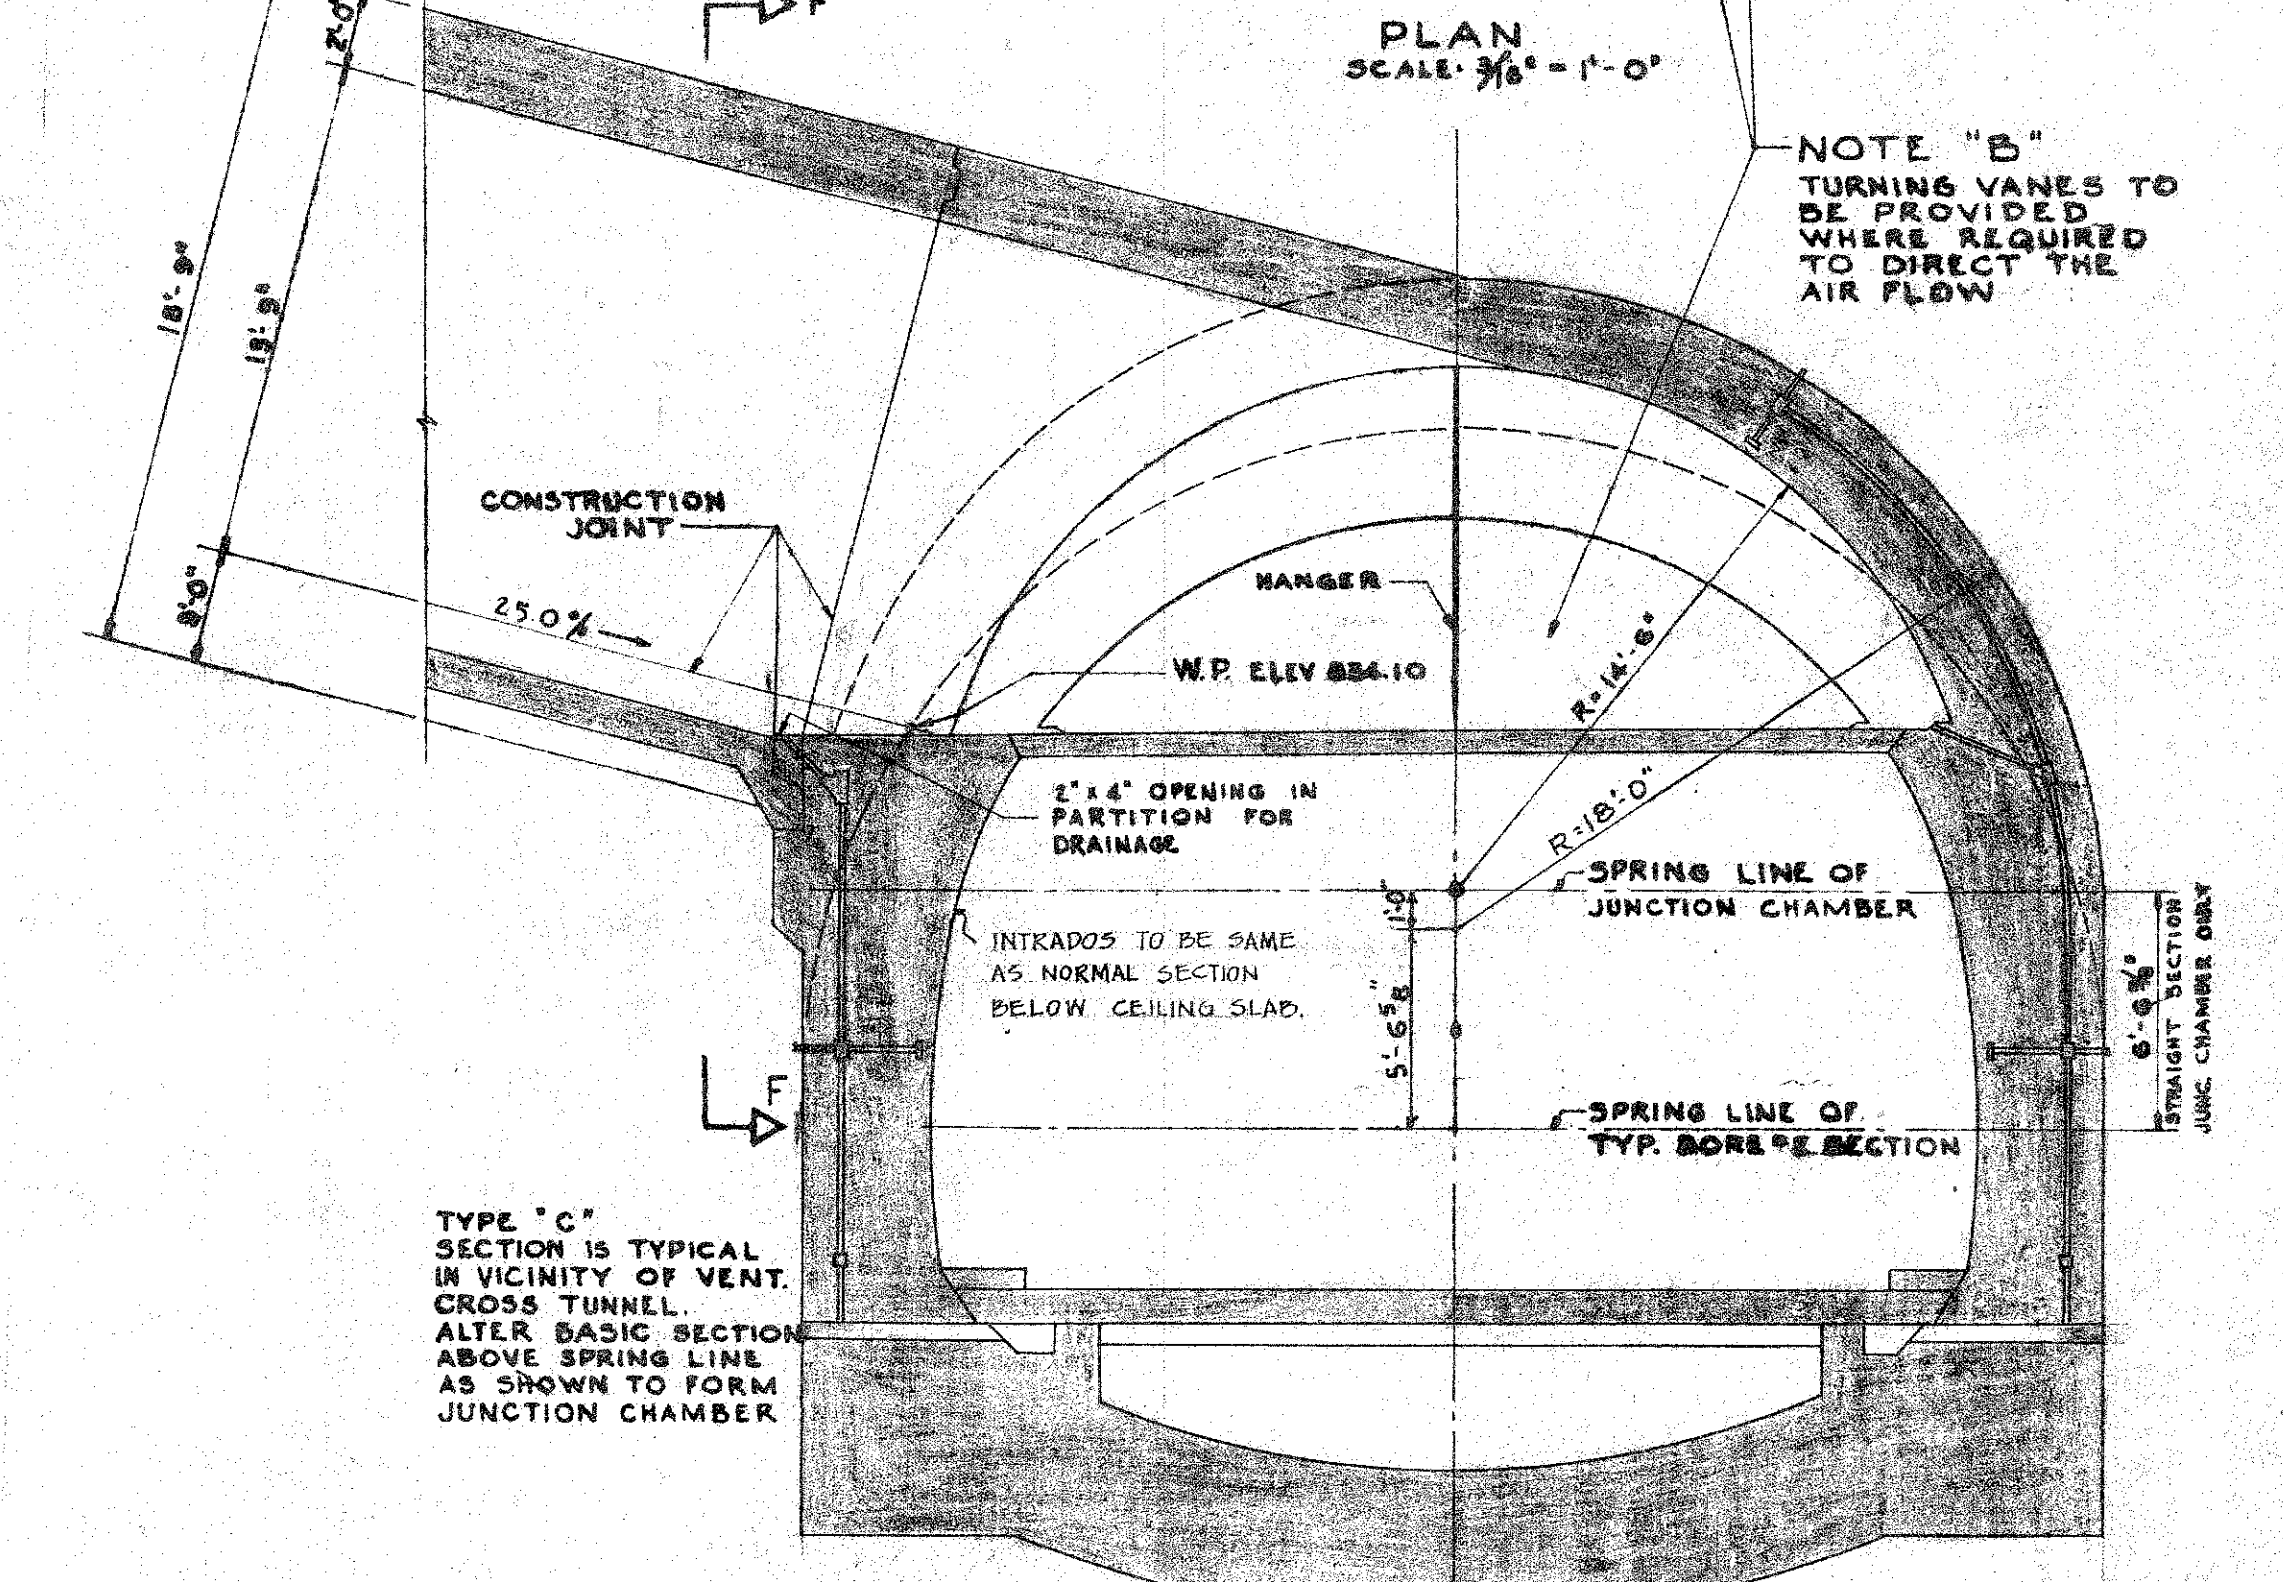 F
PLAN
SCALE· 3/16" = 1'-0"
2'-0"
NOTE "B"
TURNING VANES TO
BE PROVIDED
WHERE REQUIRED
TO DIRECT THE
AIR FLOW
18'-9"
CONSTRUCTION
JOINT
HANGER
25.0%
W.P. ELEV
R=14'-6"
2" x 4" OPENING IN
PARTITION FOR
DRAINAGE
R=18'-0"
SPRING LINE OF
JUNCTION CHAMBER
1'-0"
INTRADOS TO BE SAME
AS NORMAL SECTION
BELOW CEILING SLAB.
5'-6 5/8"
6'-6 5/8"
STRAIGHT SECTION
JUNC. CHAMBER ONLY
F
SPRING LINE OF
TYP. BORE SECTION
TYPE "C"
SECTION IS TYPICAL
IN VICINITY OF VENT.
CROSS TUNNEL.
ALTER BASIC SECTION
ABOVE SPRING LINE
AS SHOWN TO FORM
JUNCTION CHAMBER